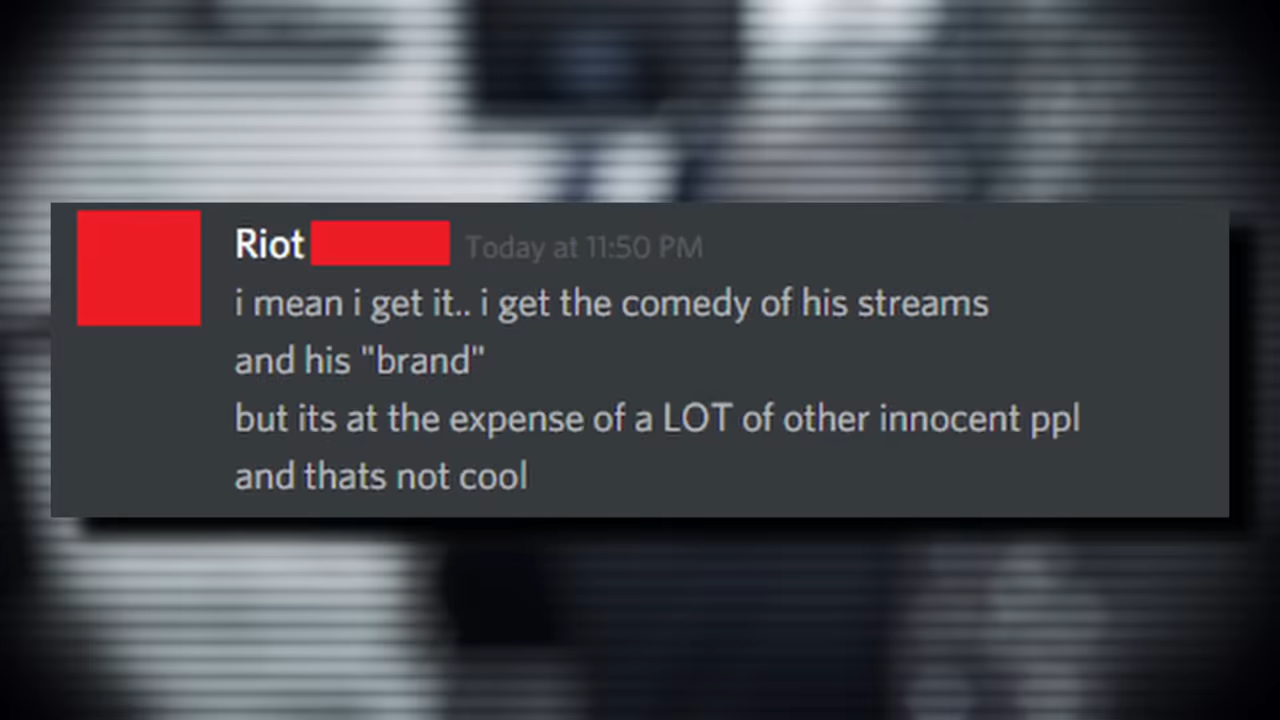 Riot Today at 11:50 PM
i mean i get it.. i get the comedy of his streams
and his "brand"
but its at the expense of a LOT of other innocent ppl
and thats not cool